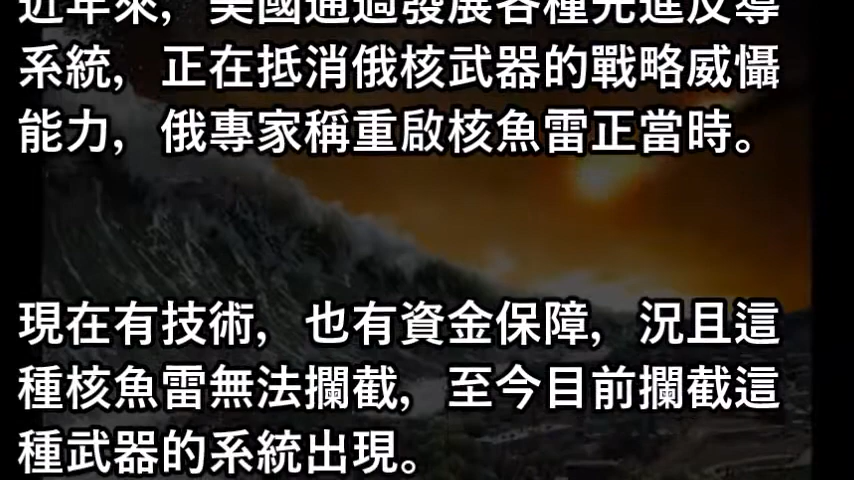 近年來，美國通過發展各種先進反導
系統，正在抵消俄核武器的戰略威懾
能力，俄專家稱重啟核魚雷正當時。
現在有技術，也有資金保障，況且這
種核魚雷無法攔截，至今目前攔截這
種武器的系統出現。